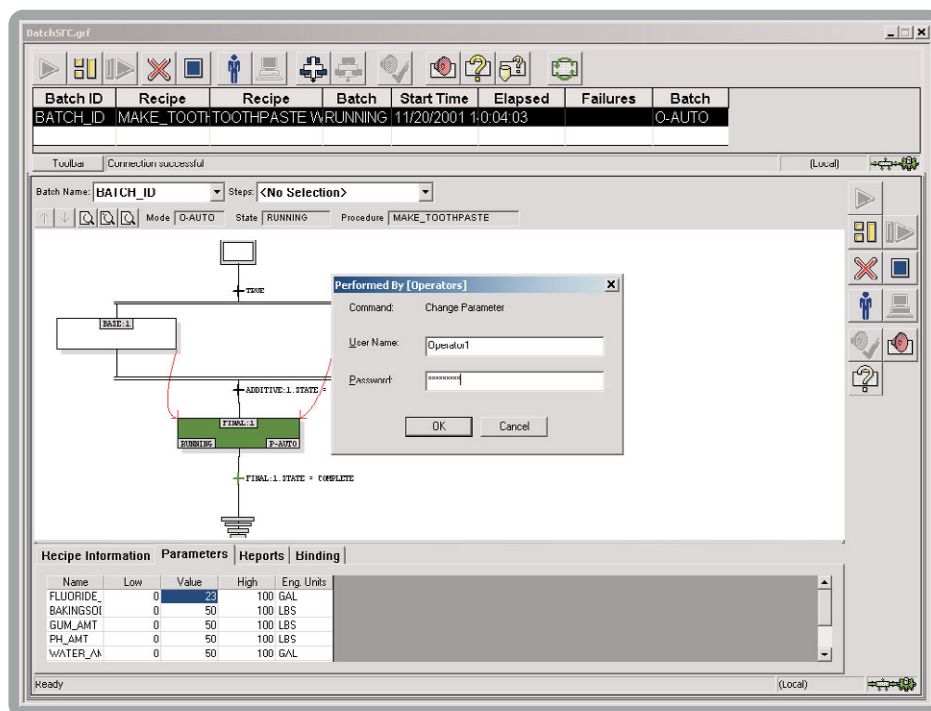 BatchSFC.grf
Batch ID Recipe Recipe Batch Start Time Elapsed Failures Batch
BATCH_ID MAKE_TOOTH TOOTHPASTE W RUNNING 11/20/2001 1 0:04:03 O-AUTO
Toolbar Connection successful (Local)
Batch Name: BATCH_ID Steps: <No Selection>
Mode O-AUTO State RUNNING Procedure MAKE_TOOTHPASTE
TRUE
BASE:1
ADDITIVE:1.STATE =
FINAL:1
RUNNING P-AUTO
FINAL:1.STATE = COMPLETE
Performed By [Operators]
Command: Change Parameter
User Name: Operator1
Password: *********
OK Cancel
Recipe Information Parameters Reports Binding
Name Low Value High Eng. Units
FLUORIDE_ 0 23 100 GAL
BAKINGSOD 0 50 100 LBS
GUM_AMT 0 50 100 LBS
PH_AMT 0 50 100 LBS
WATER_AM 0 50 100 GAL
Ready (Local)